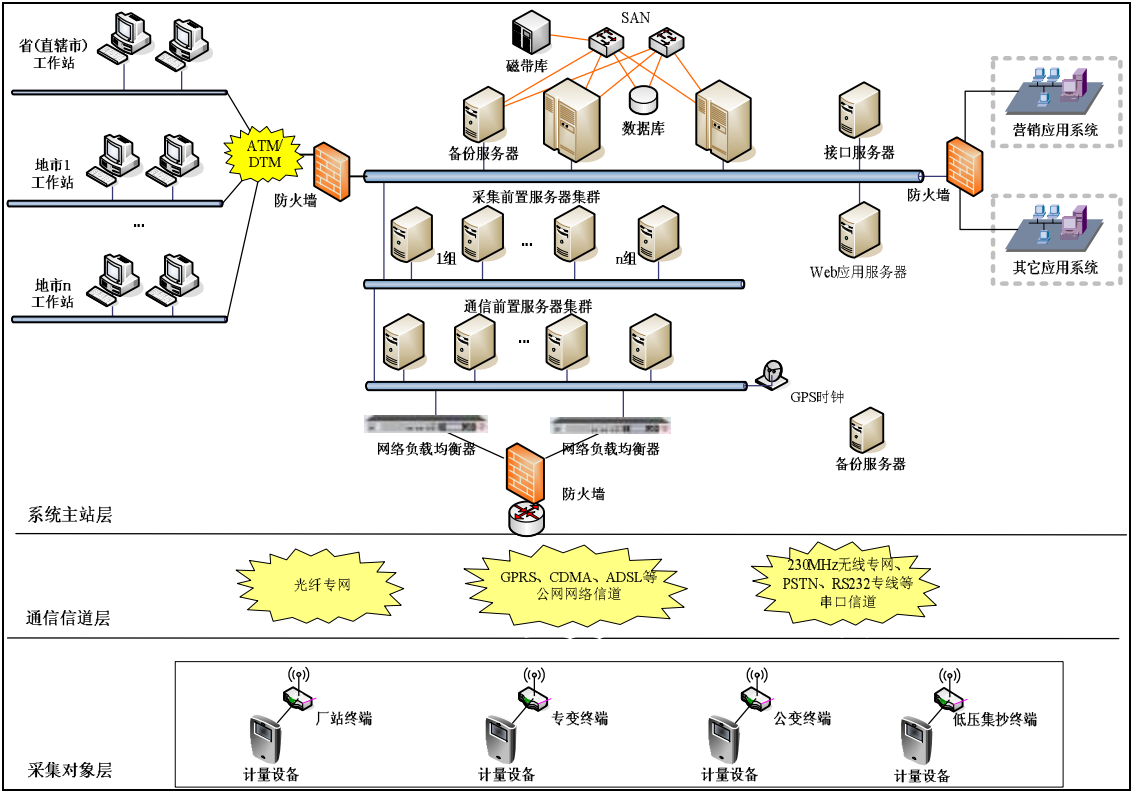 SAN
省(直辖市)
工作站
磁带库
数据库
备份服务器
接口服务器
营销应用系统
ATM/
DTM
地市1
工作站
防火墙
采集前置服务器集群
防火墙
...
1组
...
n组
Web应用服务器
其它应用系统
地市n
工作站
通信前置服务器集群
...
GPS时钟
网络负载均衡器
网络负载均衡器
备份服务器
防火墙
系统主站层
光纤专网
GPRS、CDMA、ADSL等
公网网络信道
230MHz无线专网、
PSTN、RS232专线等
串口信道
通信信道层
厂站终端
专变终端
公变终端
低压集抄终端
计量设备
计量设备
计量设备
计量设备
采集对象层